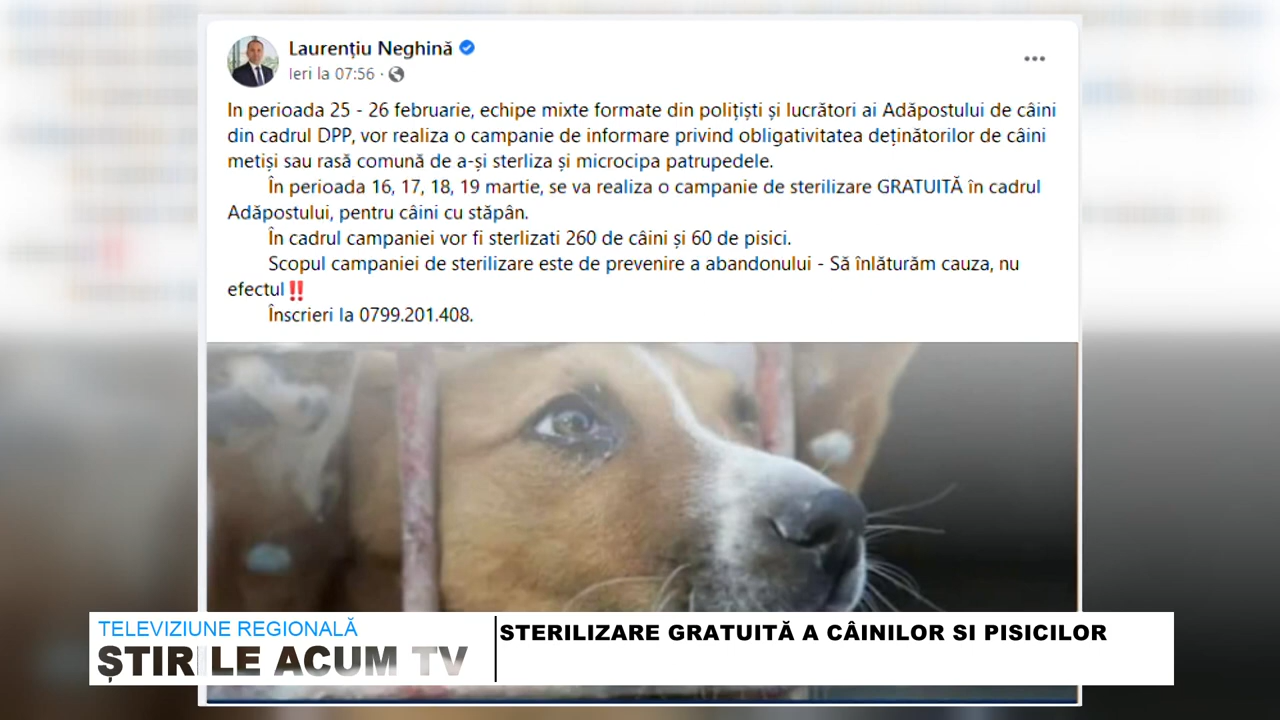 Laurențiu Neghină
Ieri la 07:56 ·
In perioada 25 - 26 februarie, echipe mixte formate din polițiști și lucrători ai Adăpostului de câini
din cadrul DPP, vor realiza o campanie de informare privind obligativitatea deținătorilor de câini
metiși sau rasă comună de a-și sterliza și microcipa patrupedele.
În perioada 16, 17, 18, 19 martie, se va realiza o campanie de sterilizare GRATUITĂ în cadrul
Adăpostului, pentru câini cu stăpân.
În cadrul campaniei vor fi sterlizati 260 de câini și 60 de pisici.
Scopul campaniei de sterilizare este de prevenire a abandonului - Să înlăturăm cauza, nu
efectul‼️
Înscrieri la 0799.201.408.
TELEVIZIUNE REGIONALĂ
ȘTIRILE ACUM TV
STERILIZARE GRATUITĂ A CÂINILOR SI PISICILOR